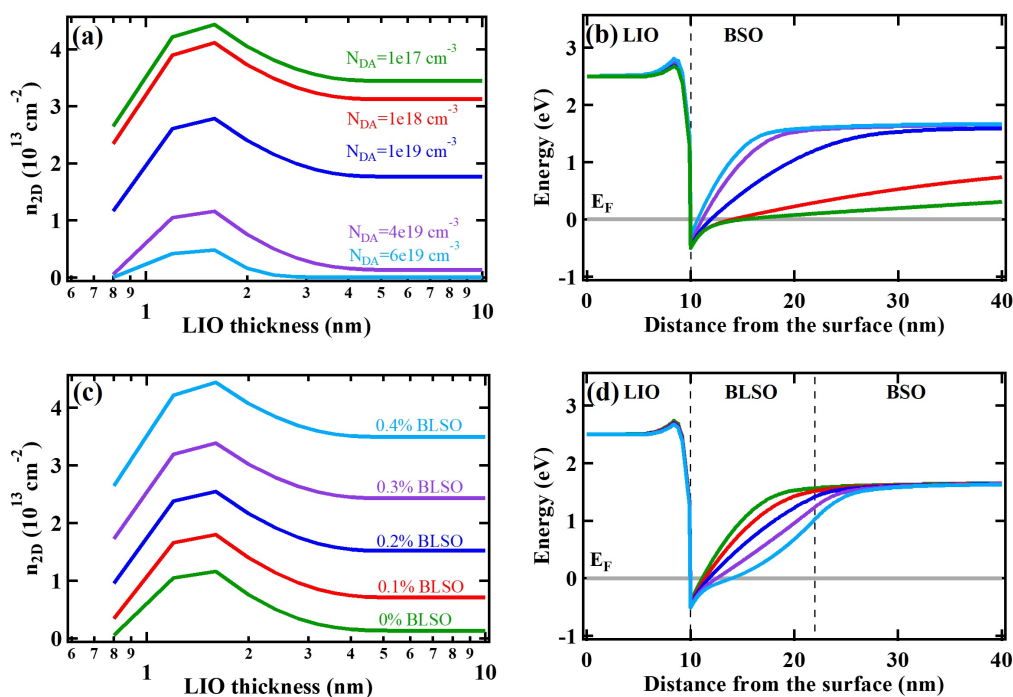 (a)
n2D (10^13 cm^-2)
4
3
2
1
0
NDA=1e17 cm^-3
NDA=1e18 cm^-3
NDA=1e19 cm^-3
NDA=4e19 cm^-3
NDA=6e19 cm^-3
6 7 8 9 1 2 3 4 5 6 7 8 9 10
LIO thickness (nm)
(b)
LIO BSO
Energy (eV)
3
2
1
0
-1
EF
0 10 20 30 40
Distance from the surface (nm)
(c)
n2D (10^13 cm^-2)
4
3
2
1
0
0.4% BLSO
0.3% BLSO
0.2% BLSO
0.1% BLSO
0% BLSO
6 7 8 9 1 2 3 4 5 6 7 8 9 10
LIO thickness (nm)
(d)
LIO BLSO BSO
Energy (eV)
3
2
1
0
-1
EF
0 10 20 30 40
Distance from the surface (nm)